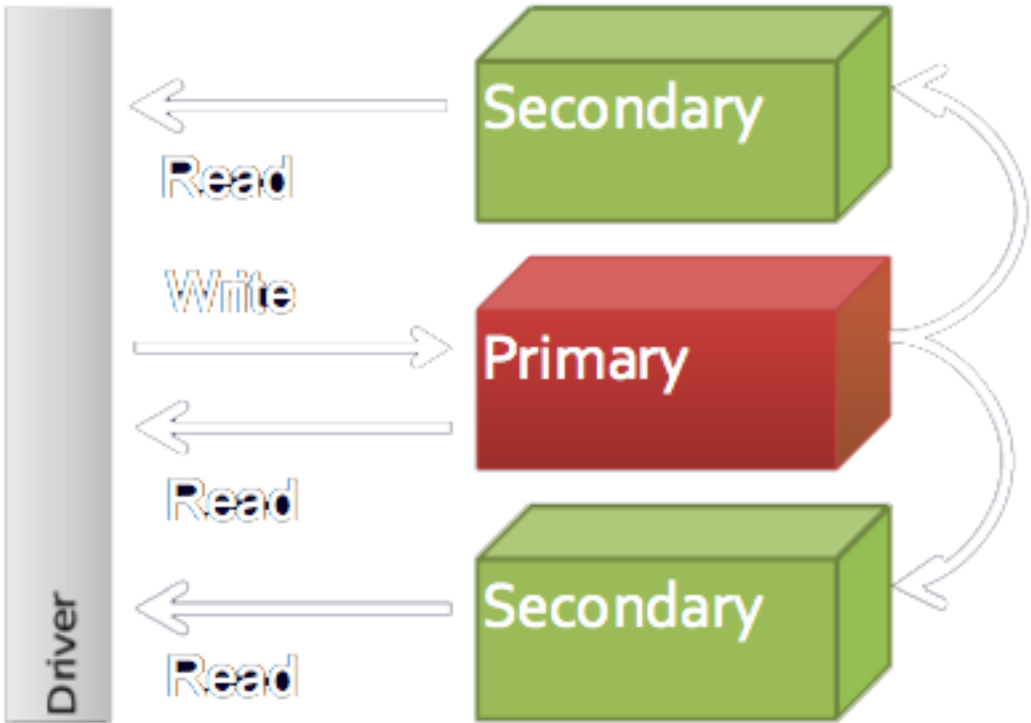 Secondary
Read
Write
Primary
Read
Secondary
Read
Driver